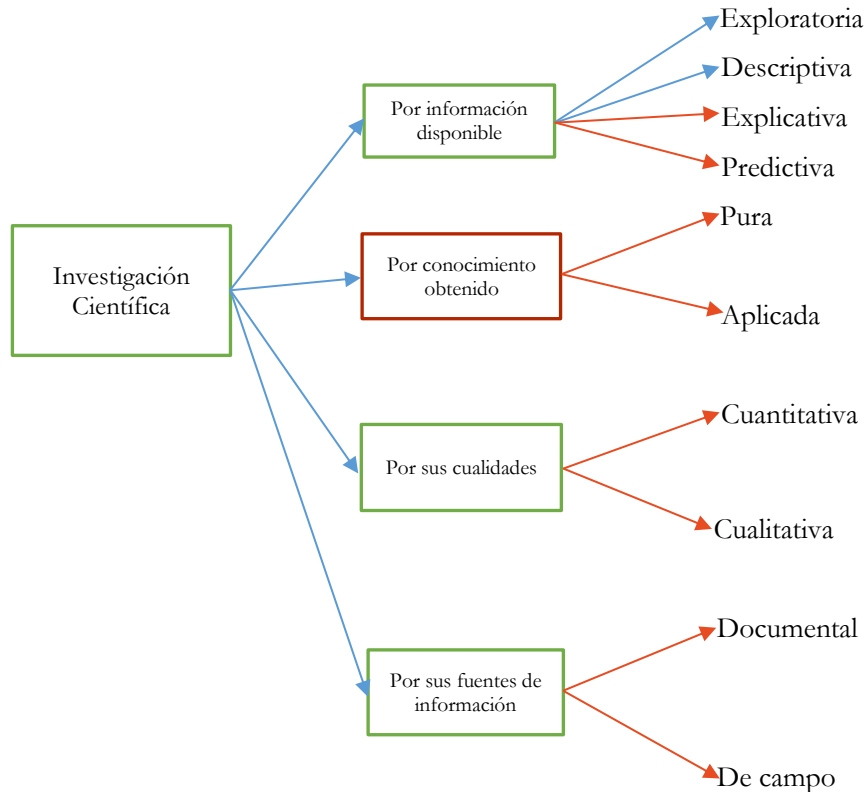 Exploratoria
Descriptiva
Por información
disponible
Explicativa
Predictiva
Pura
Investigación
Científica
Por conocimiento
obtenido
Aplicada
Cuantitativa
Por sus cualidades
Cualitativa
Documental
Por sus fuentes de
información
De campo